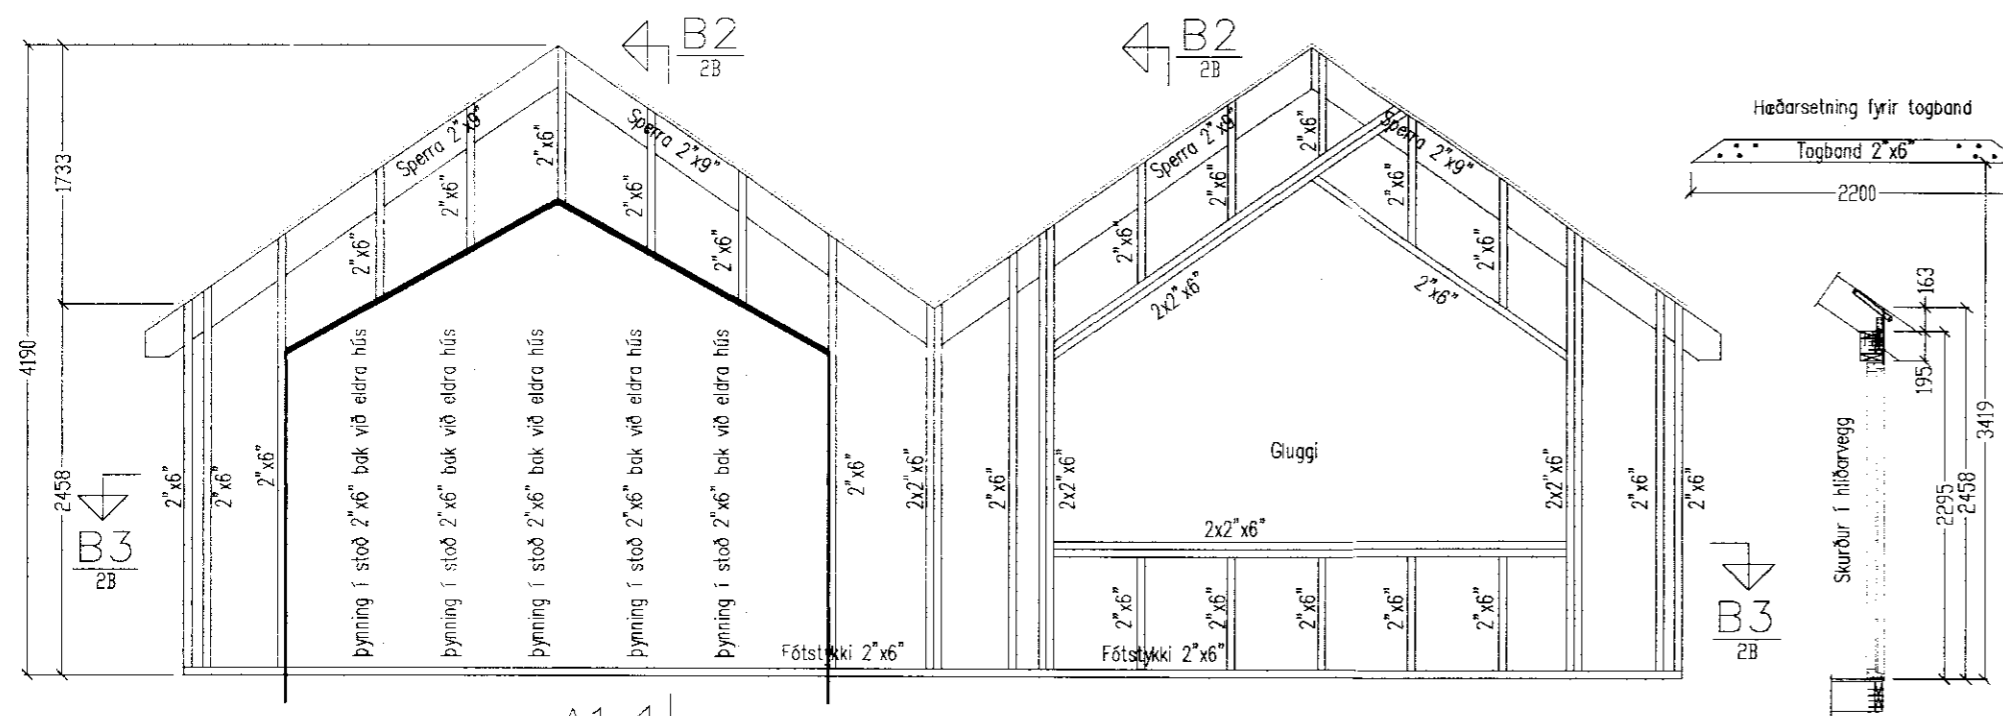 B2
2B
B2
2B
Hæðarsetning fyrir togband
Togband 2"x6"
2200
4190
1733
2458
Sperra 2"x9"
Sperra 2"x9"
2"x6"
2"x6"
2"x6"
2"x6"
2"x6"
Sperra 2"x9"
Sperra 2"x9"
2"x6"
2"x6"
2"x6"
2"x6"
2"x6"
2x2"x6"
2"x6"
163
195
2295
2458
3419
Skurður í hliðarvegg
B3
2B
2"x6"
2"x6"
2"x6"
þynning í stoð 2"x6" bak við eldra hús
þynning í stoð 2"x6" bak við eldra hús
þynning í stoð 2"x6" bak við eldra hús
þynning í stoð 2"x6" bak við eldra hús
þynning í stoð 2"x6" bak við eldra hús
2"x6"
2x2"x6"
2"x6"
2x2"x6"
Gluggi
2x2"x6"
2x2"x6"
2"x6"
2"x6"
2"x6"
2"x6"
2"x6"
2"x6"
2"x6"
Fótstykki 2"x6"
Fótstykki 2"x6"
B3
2B